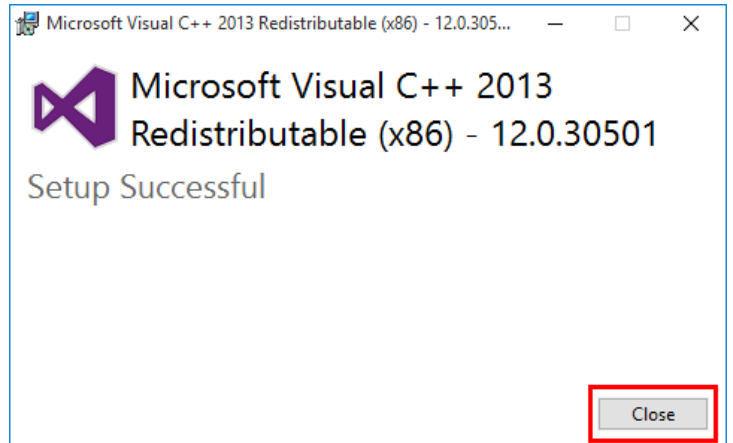 Microsoft Visual C++ 2013 Redistributable (x86) - 12.0.305...
Microsoft Visual C++ 2013
Redistributable (x86) - 12.0.30501
Setup Successful
Close